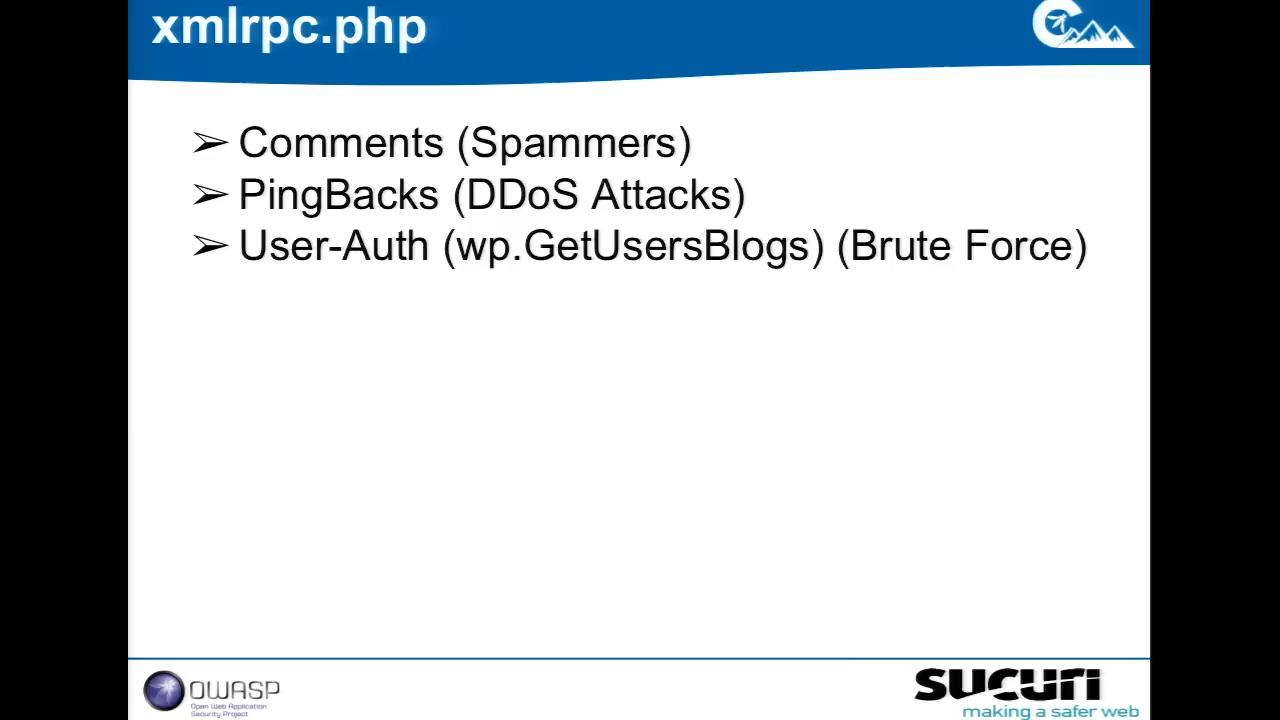 xmlrpc.php
➢ Comments (Spammers)
➢ PingBacks (DDoS Attacks)
➢ User-Auth (wp.GetUsersBlogs) (Brute Force)
OWASP
Open Web Application
Security Project
sucuri
making a safer web